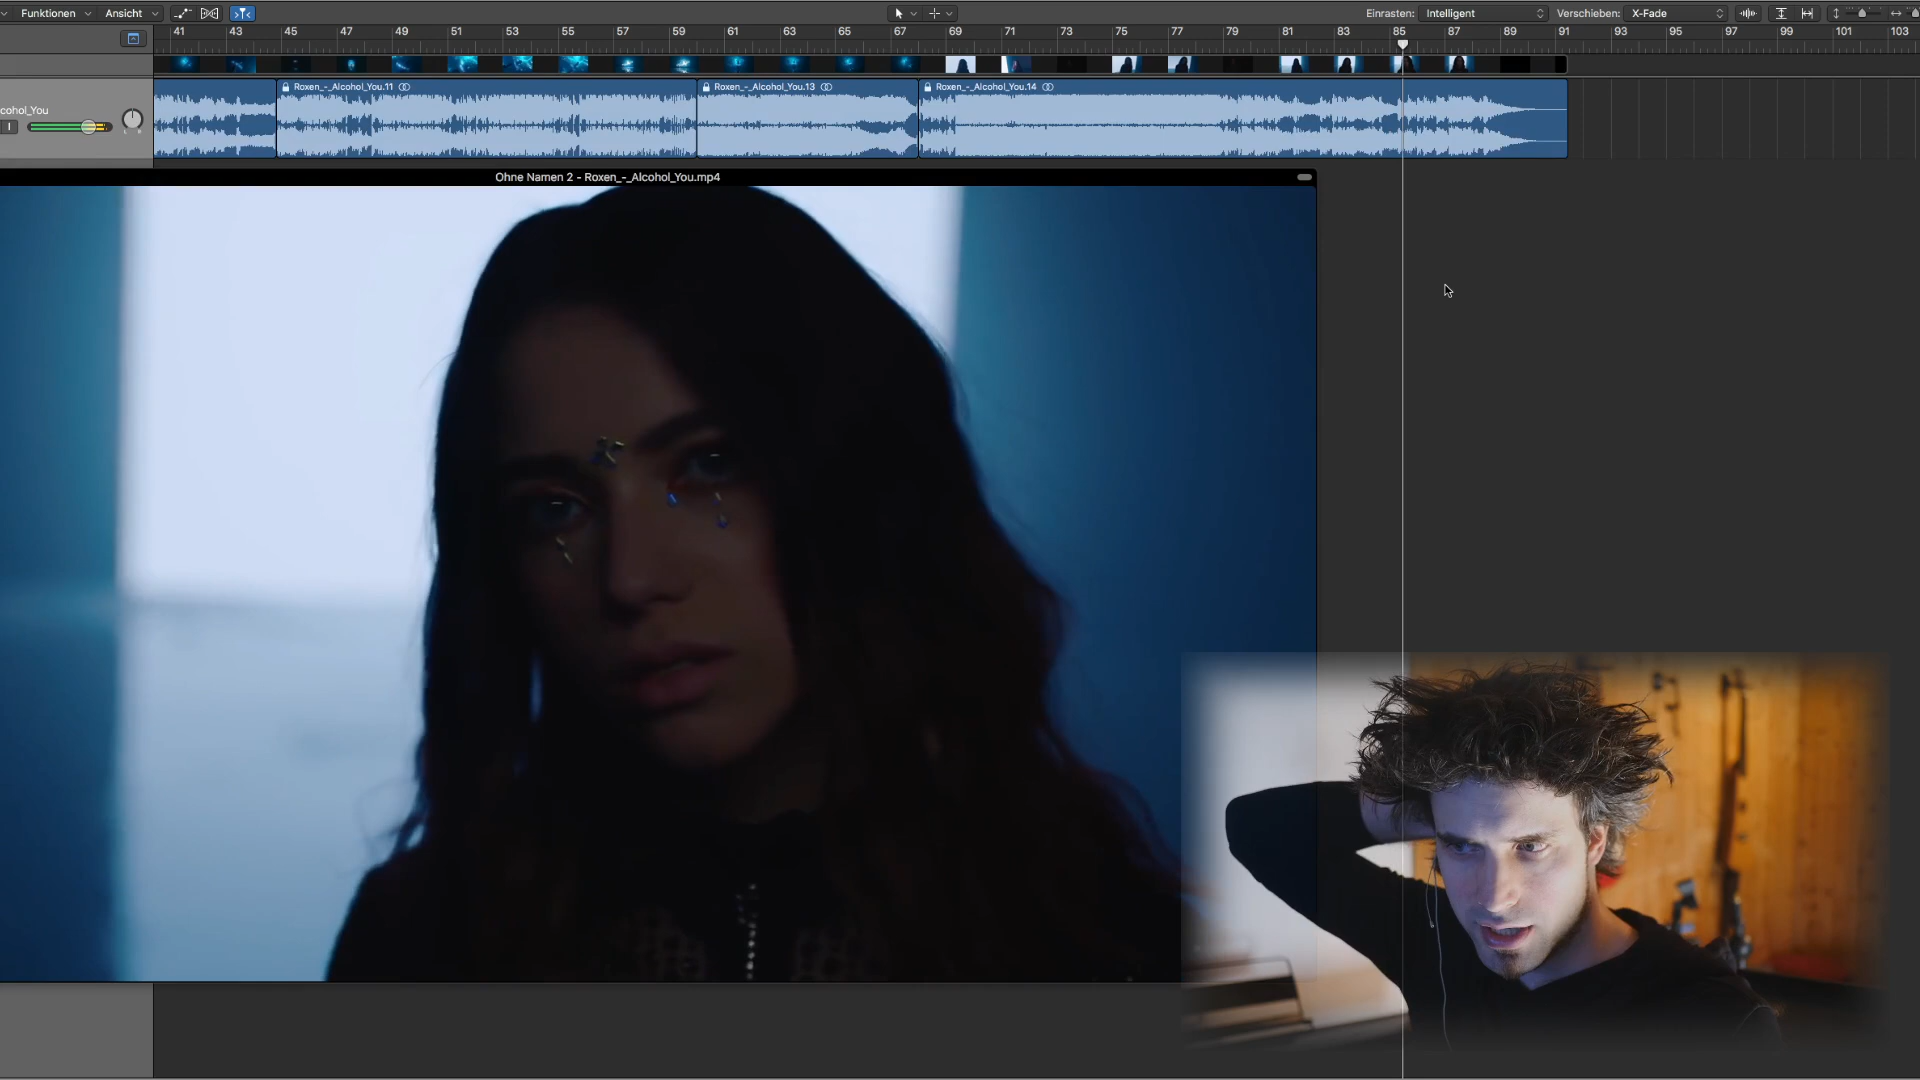 Funktionen
Ansicht
Einrasten: Intelligent
Verschieben: X-Fade
41 43 45 47 49 51 53 55 57 59 61 63 65 67 69 71 73 75 77 79 81 83 85 87 89 91 93 95 97 99 101 103
Roxen_-_Alcohol_You.11
Roxen_-_Alcohol_You.13
Roxen_-_Alcohol_You.14
cohol_You
I
Ohne Namen 2 - Roxen_-_Alcohol_You.mp4